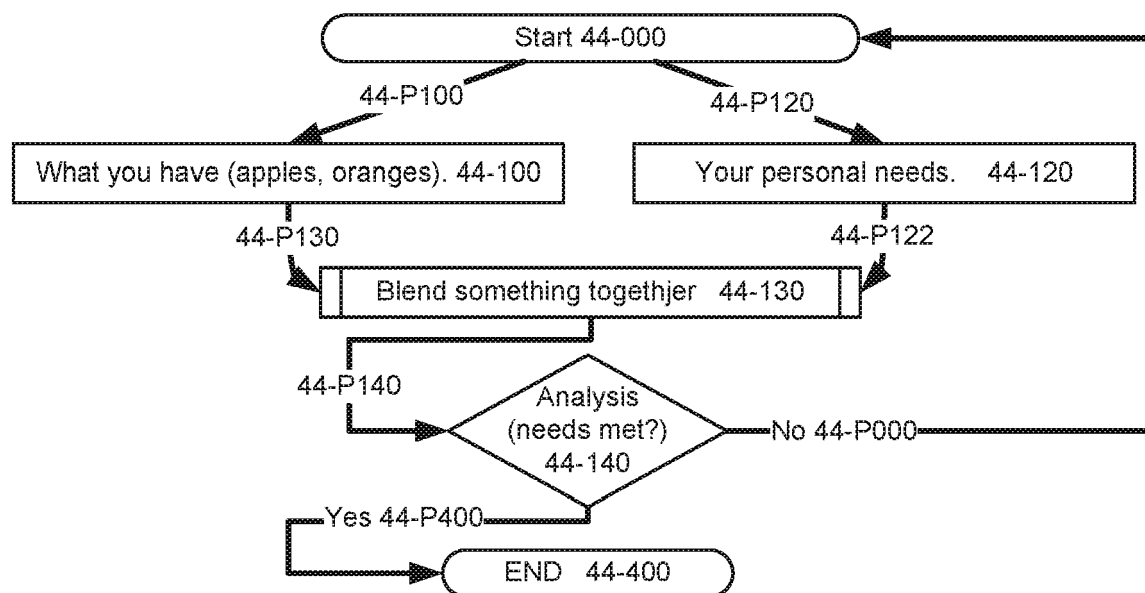 Start 44-000
44-P100
44-P120
What you have (apples, oranges). 44-100
Your personal needs. 44-120
44-P130
44-P122
Blend something togethjer 44-130
44-P140
Analysis
(needs met?)
44-140
No 44-P000
Yes 44-P400
END 44-400